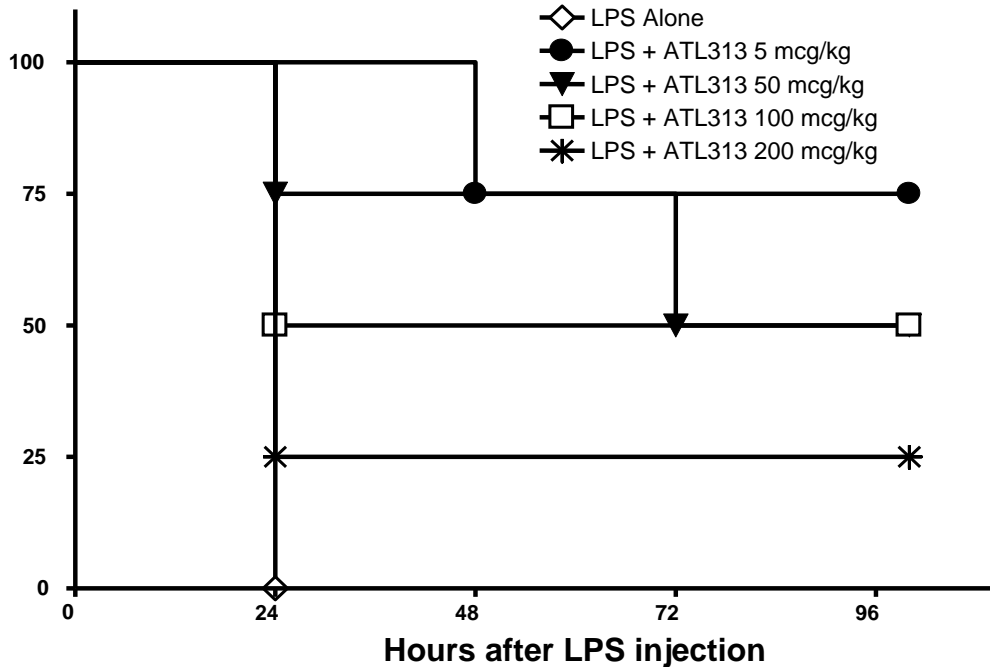 LPS Alone
LPS + ATL313 5 mcg/kg
LPS + ATL313 50 mcg/kg
LPS + ATL313 100 mcg/kg
LPS + ATL313 200 mcg/kg
100
75
50
25
0
0 24 48 72 96
Hours after LPS injection